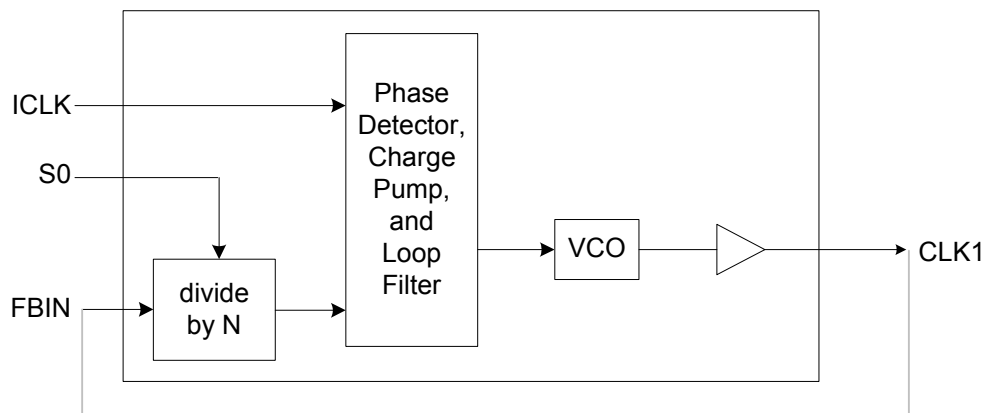 ICLK
S0
FBIN
divide
by N
Phase
Detector,
Charge
Pump,
and
Loop
Filter
VCO
CLK1